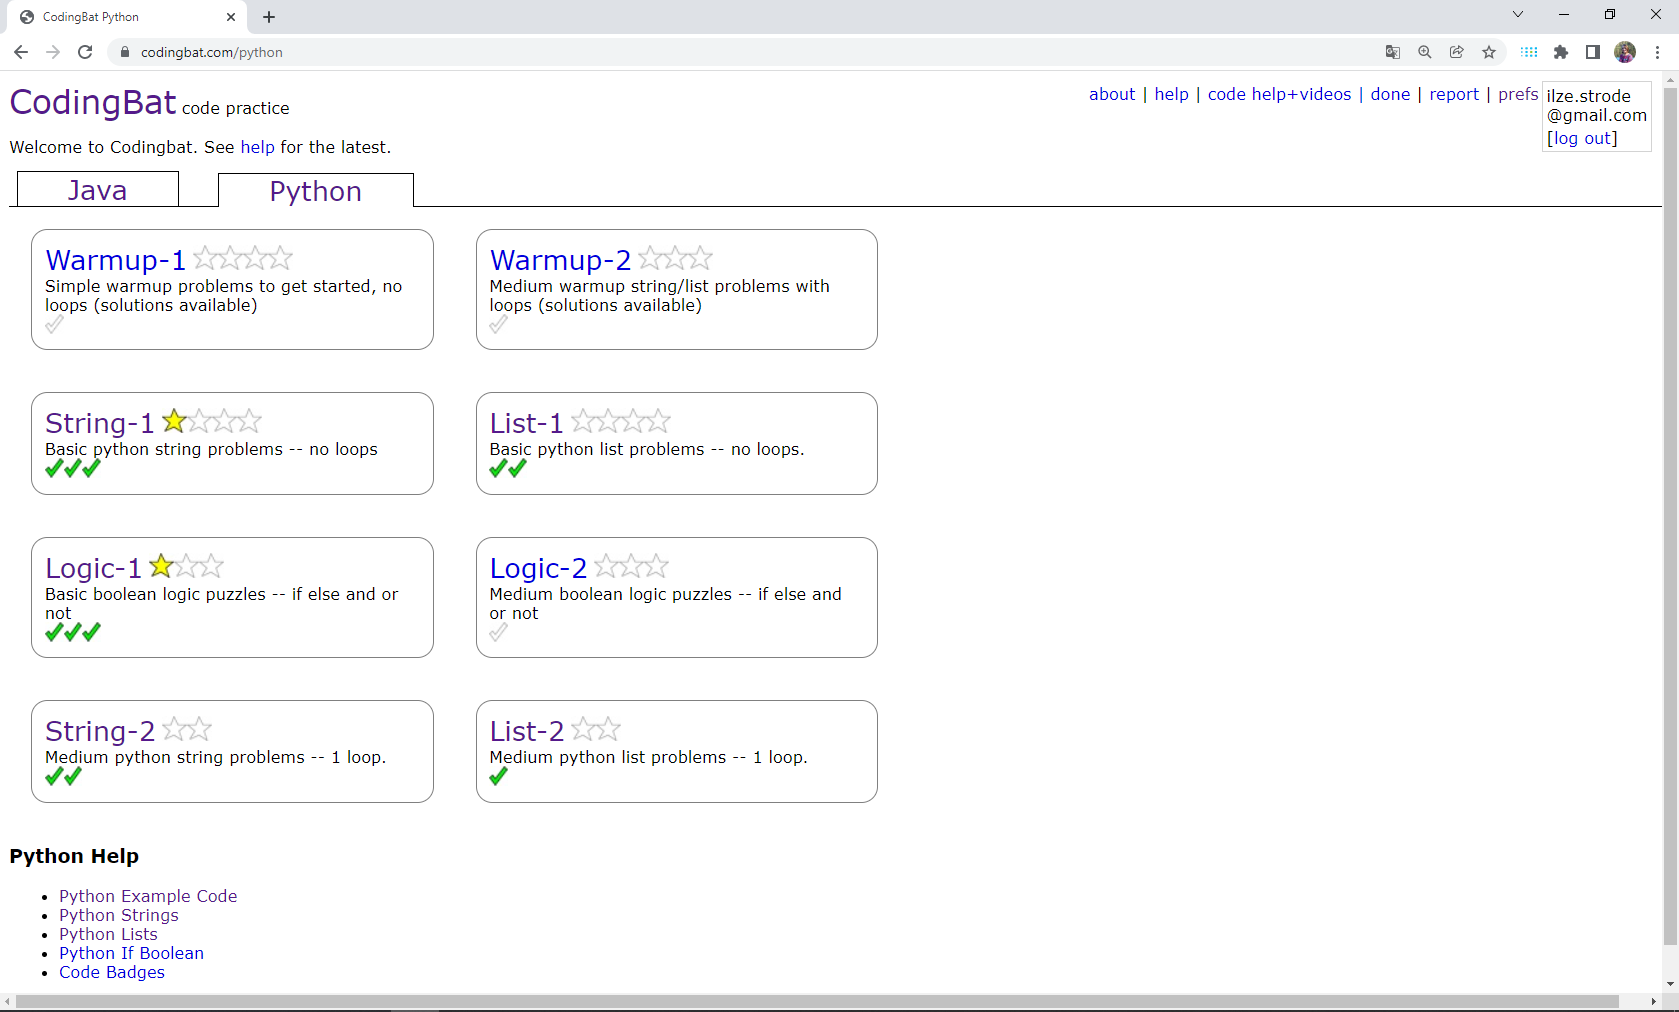 CodingBat Python
codingbat.com/python
CodingBat code practice
about | help | code help+videos | done | report | prefs
ilze.strode
@gmail.com
[log out]
Welcome to Codingbat. See help for the latest.
Java
Python
Warmup-1
Simple warmup problems to get started, no
loops (solutions available)
Warmup-2
Medium warmup string/list problems with
loops (solutions available)
String-1
Basic python string problems -- no loops
List-1
Basic python list problems -- no loops.
Logic-1
Basic boolean logic puzzles -- if else and or
not
Logic-2
Medium boolean logic puzzles -- if else and
or not
String-2
Medium python string problems -- 1 loop.
List-2
Medium python list problems -- 1 loop.
Python Help
Python Example Code
Python Strings
Python Lists
Python If Boolean
Code Badges